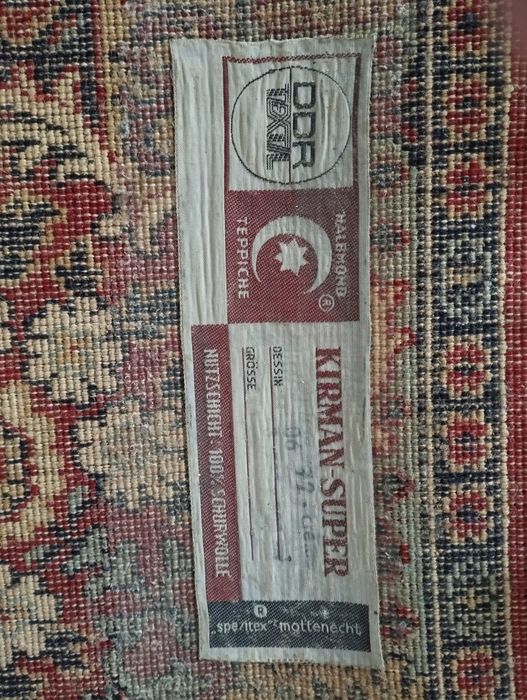 DDR
TEXTIL
HALBMOND
®
TEPPICHE
KIRMAN-SUPER
DESSIN
GRÖSSE
NUTZSCHICHT · 100% SCHURWOLLE
®
„spezitex“ mottenecht